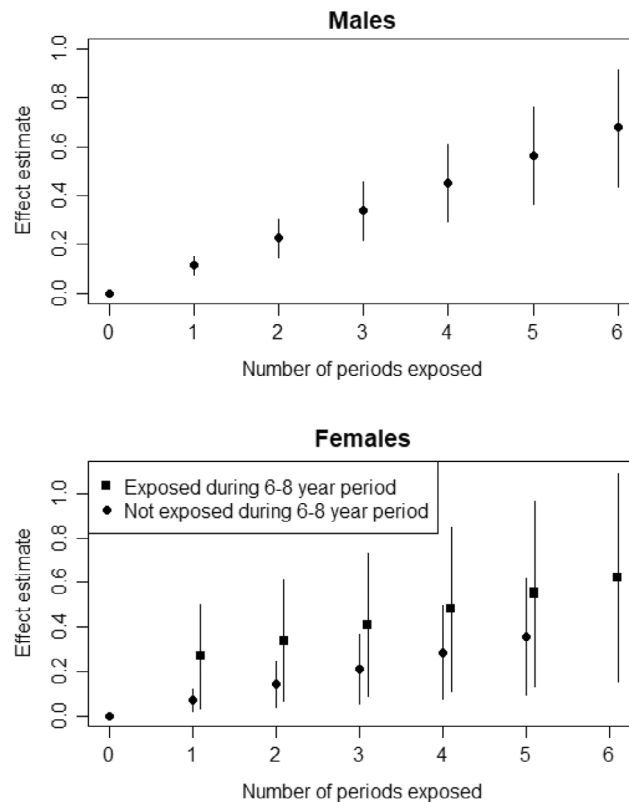 Males
Effect estimate
0.0 0.2 0.4 0.6 0.8 1.0
0 1 2 3 4 5 6
Number of periods exposed
Females
Exposed during 6-8 year period
Not exposed during 6-8 year period
Effect estimate
0.0 0.2 0.4 0.6 0.8 1.0
0 1 2 3 4 5 6
Number of periods exposed